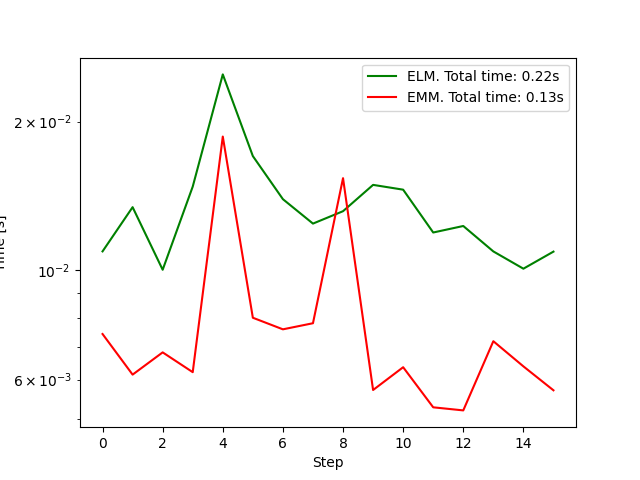 ELM. Total time: 0.22s
EMM. Total time: 0.13s
2 × 10⁻²
10⁻²
6 × 10⁻³
0 2 4 6 8 10 12 14
Step